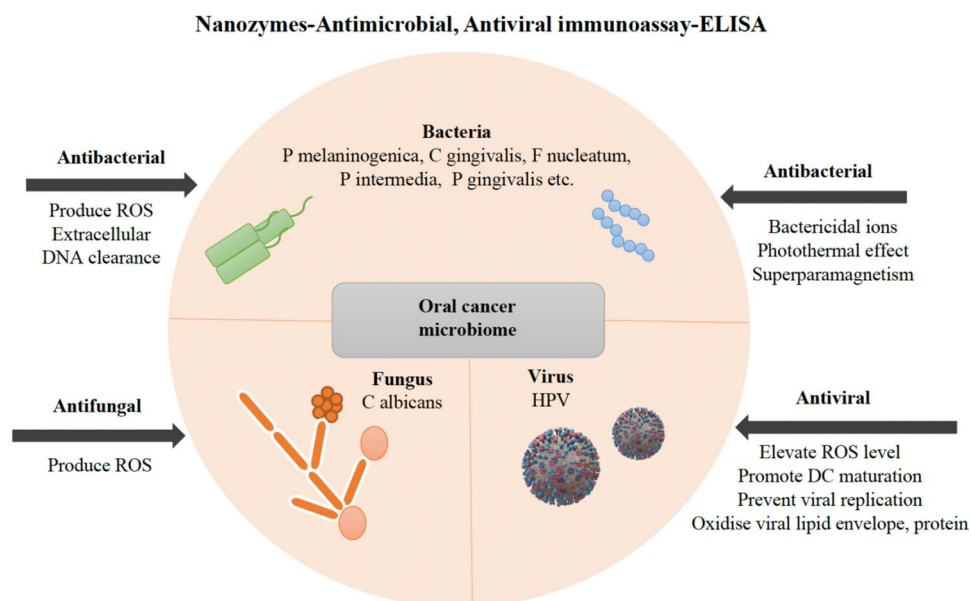 Nanozymes-Antimicrobial, Antiviral immunoassay-ELISA
Bacteria
P melaninogenica, C gingivalis, F nucleatum,
P intermedia, P gingivalis etc.
Antibacterial
Produce ROS
Extracellular
DNA clearance
Antibacterial
Bactericidal ions
Photothermal effect
Superparamagnetism
Oral cancer
microbiome
Fungus
C albicans
Virus
HPV
Antifungal
Produce ROS
Antiviral
Elevate ROS level
Promote DC maturation
Prevent viral replication
Oxidise viral lipid envelope, protein